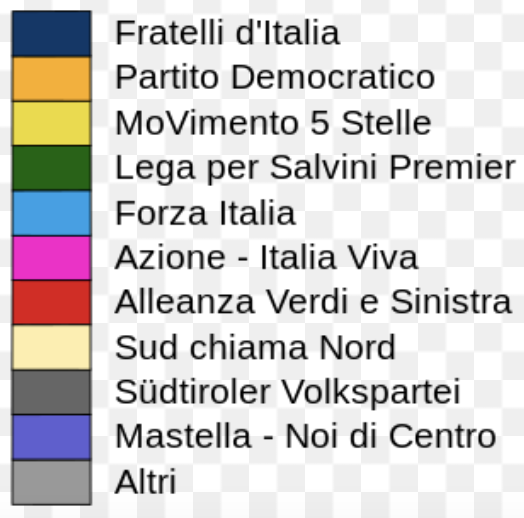 Fratelli d'Italia
Partito Democratico
MoVimento 5 Stelle
Lega per Salvini Premier
Forza Italia
Azione - Italia Viva
Alleanza Verdi e Sinistra
Sud chiama Nord
Südtiroler Volkspartei
Mastella - Noi di Centro
Altri